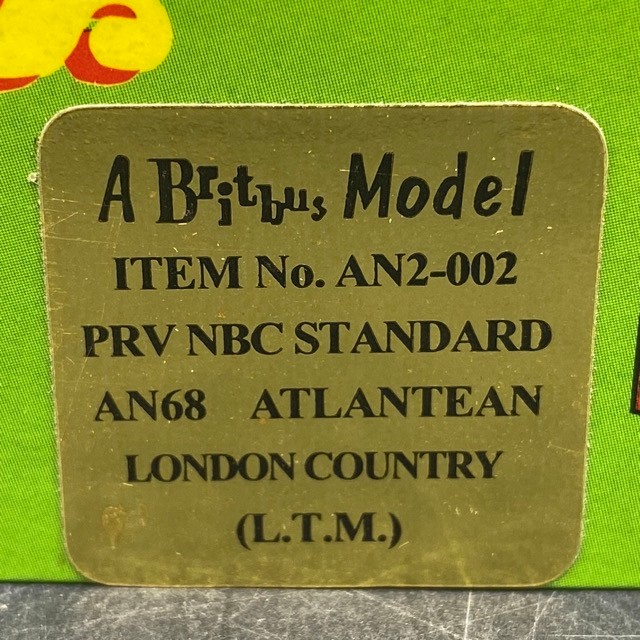 A Britbus Model
ITEM No. AN2-002
PRV NBC STANDARD
AN68 ATLANTEAN
LONDON COUNTRY
(L.T.M.)